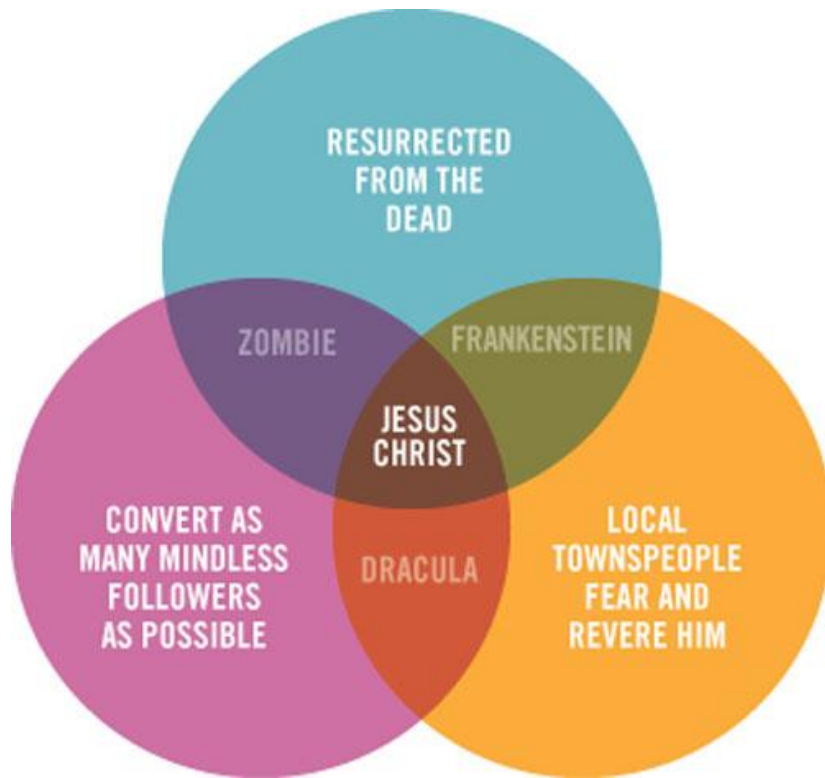 RESURRECTED
FROM THE
DEAD
ZOMBIE
FRANKENSTEIN
JESUS
CHRIST
CONVERT AS
MANY MINDLESS
FOLLOWERS
AS POSSIBLE
DRACULA
LOCAL
TOWNSPEOPLE
FEAR AND
REVERE HIM